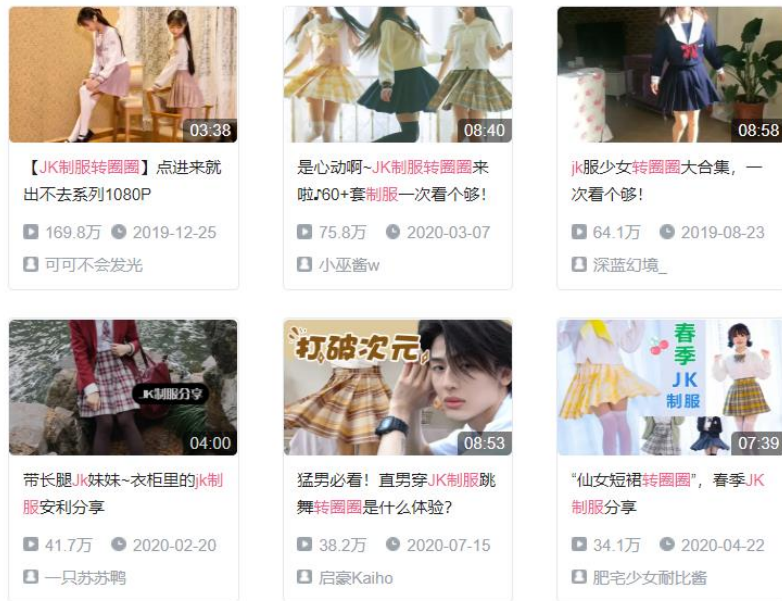 03:38
【JK制服转圈圈】点进来就
出不去系列1080P
169.8万 2019-12-25
可可不会发光
08:40
是心动啊~JK制服转圈圈来
啦♪60+套制服一次看个够！
75.8万 2020-03-07
小巫酱w
08:58
jk服少女转圈圈大合集，一
次看个够！
64.1万 2019-08-23
深蓝幻境_
JK制服分享
04:00
带长腿Jk妹妹~衣柜里的jk制
服安利分享
41.7万 2020-02-20
一只苏苏鸭
打破次元
08:53
猛男必看！直男穿JK制服跳
舞转圈圈是什么体验？
38.2万 2020-07-15
启豪Kaiho
春季
JK
制服
07:39
“仙女短裙转圈圈”，春季JK
制服分享
34.1万 2020-04-22
肥宅少女耐比酱